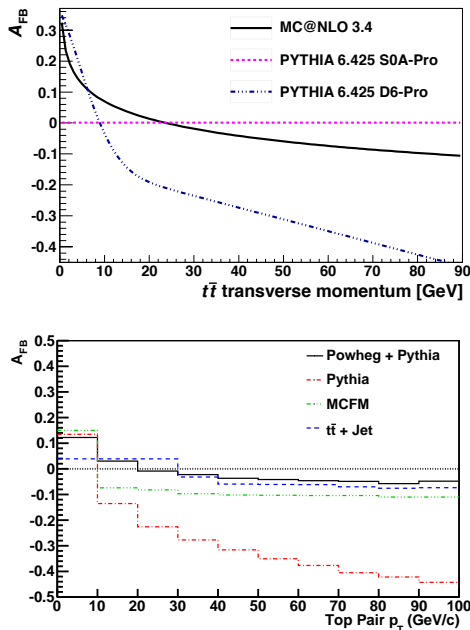 A_FB
0.3
0.2
0.1
0
-0.1
-0.2
-0.3
-0.4
MC@NLO 3.4
PYTHIA 6.425 S0A-Pro
PYTHIA 6.425 D6-Pro
0 10 20 30 40 50 60 70 80 90
tt̄ transverse momentum [GeV]
A_FB
0.5
0.4
0.3
0.2
0.1
0
-0.1
-0.2
-0.3
-0.4
-0.5
Powheg + Pythia
Pythia
MCFM
tt̄ + Jet
0 10 20 30 40 50 60 70 80 90 100
Top Pair p_T (GeV/c)